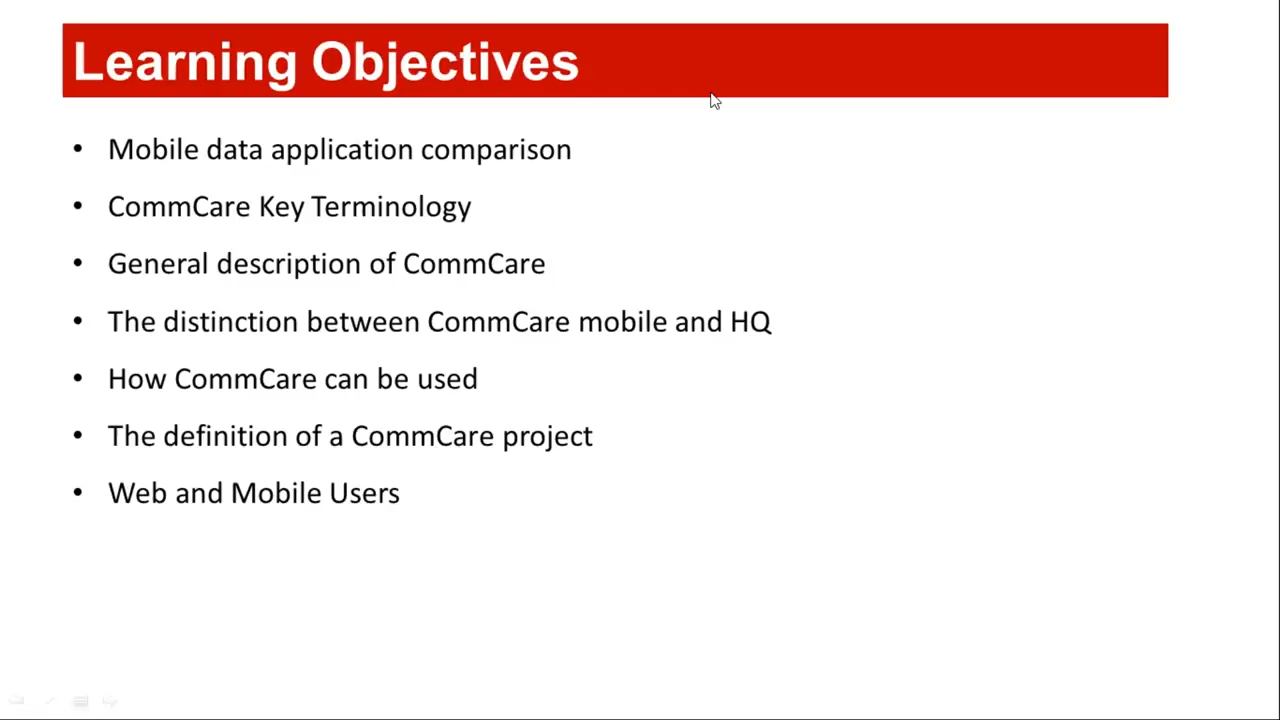 Learning Objectives
• Mobile data application comparison
• CommCare Key Terminology
• General description of CommCare
• The distinction between CommCare mobile and HQ
• How CommCare can be used
• The definition of a CommCare project
• Web and Mobile Users